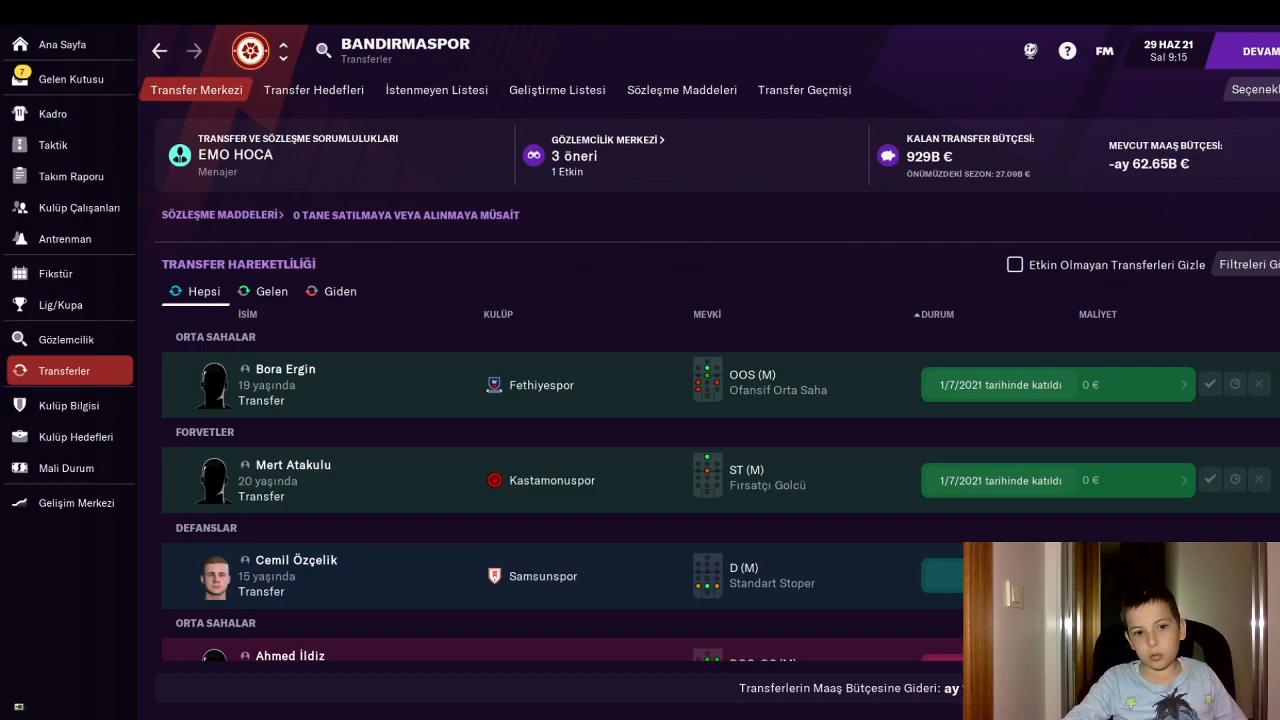 Ana Sayfa
7
Gelen Kutusu
Kadro
Taktik
Takım Raporu
Kulüp Çalışanları
Antrenman
Fikstür
Lig/Kupa
Gözlemcilik
Transferler
Kulüp Bilgisi
Kulüp Hedefleri
Mali Durum
Gelişim Merkezi
BANDIRMASPOR
Transferler
?
FM
29 HAZ 21
Sal 9:15
DEVAM
Transfer Merkezi
Transfer Hedefleri
İstenmeyen Listesi
Geliştirme Listesi
Sözleşme Maddeleri
Transfer Geçmişi
Seçenekl
TRANSFER VE SÖZLEŞME SORUMLULUKLARI
EMO HOCA
Menajer
GÖZLEMCİLİK MERKEZİ >
3 öneri
1 Etkin
KALAN TRANSFER BÜTÇESİ:
929B €
ÖNÜMÜZDEKİ SEZON: 27.09B €
MEVCUT MAAŞ BÜTÇESİ:
-ay 62.65B €
SÖZLEŞME MADDELERİ> 0 TANE SATILMAYA VEYA ALINMAYA MÜSAİT
TRANSFER HAREKETLİLİĞİ
Etkin Olmayan Transferleri Gizle
Filtreleri Gö
Hepsi Gelen Giden
İSİM KULÜP MEVKİ DURUM MALİYET
ORTA SAHALAR
Bora Ergin
19 yaşında
Transfer
Fethiyespor
OOS (M)
Ofansif Orta Saha
1/7/2021 tarihinde katıldı 0 €
FORVETLER
Mert Atakulu
20 yaşında
Transfer
Kastamonuspor
ST (M)
Fırsatçı Golcü
1/7/2021 tarihinde katıldı 0 €
DEFANSLAR
Cemil Özçelik
15 yaşında
Transfer
Samsunspor
D (M)
Standart Stoper
ORTA SAHALAR
Ahmed İldiz
Transferlerin Maaş Bütçesine Gideri: ay